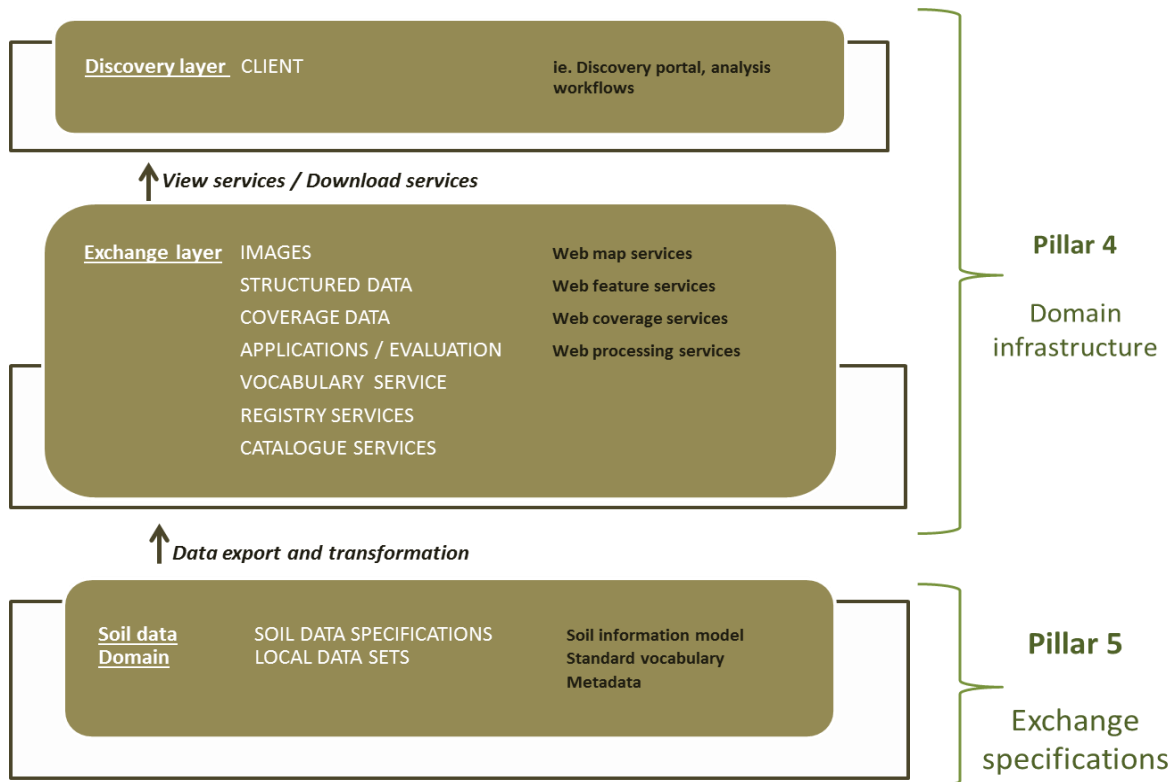 Discovery layer CLIENT ie. Discovery portal, analysis
workflows
View services / Download services
Exchange layer IMAGES Web map services
STRUCTURED DATA Web feature services
COVERAGE DATA Web coverage services
APPLICATIONS / EVALUATION Web processing services
VOCABULARY SERVICE
REGISTRY SERVICES
CATALOGUE SERVICES
Pillar 4
Domain
infrastructure
Data export and transformation
Soil data SOIL DATA SPECIFICATIONS Soil information model
Domain LOCAL DATA SETS Standard vocabulary
Metadata
Pillar 5
Exchange
specifications